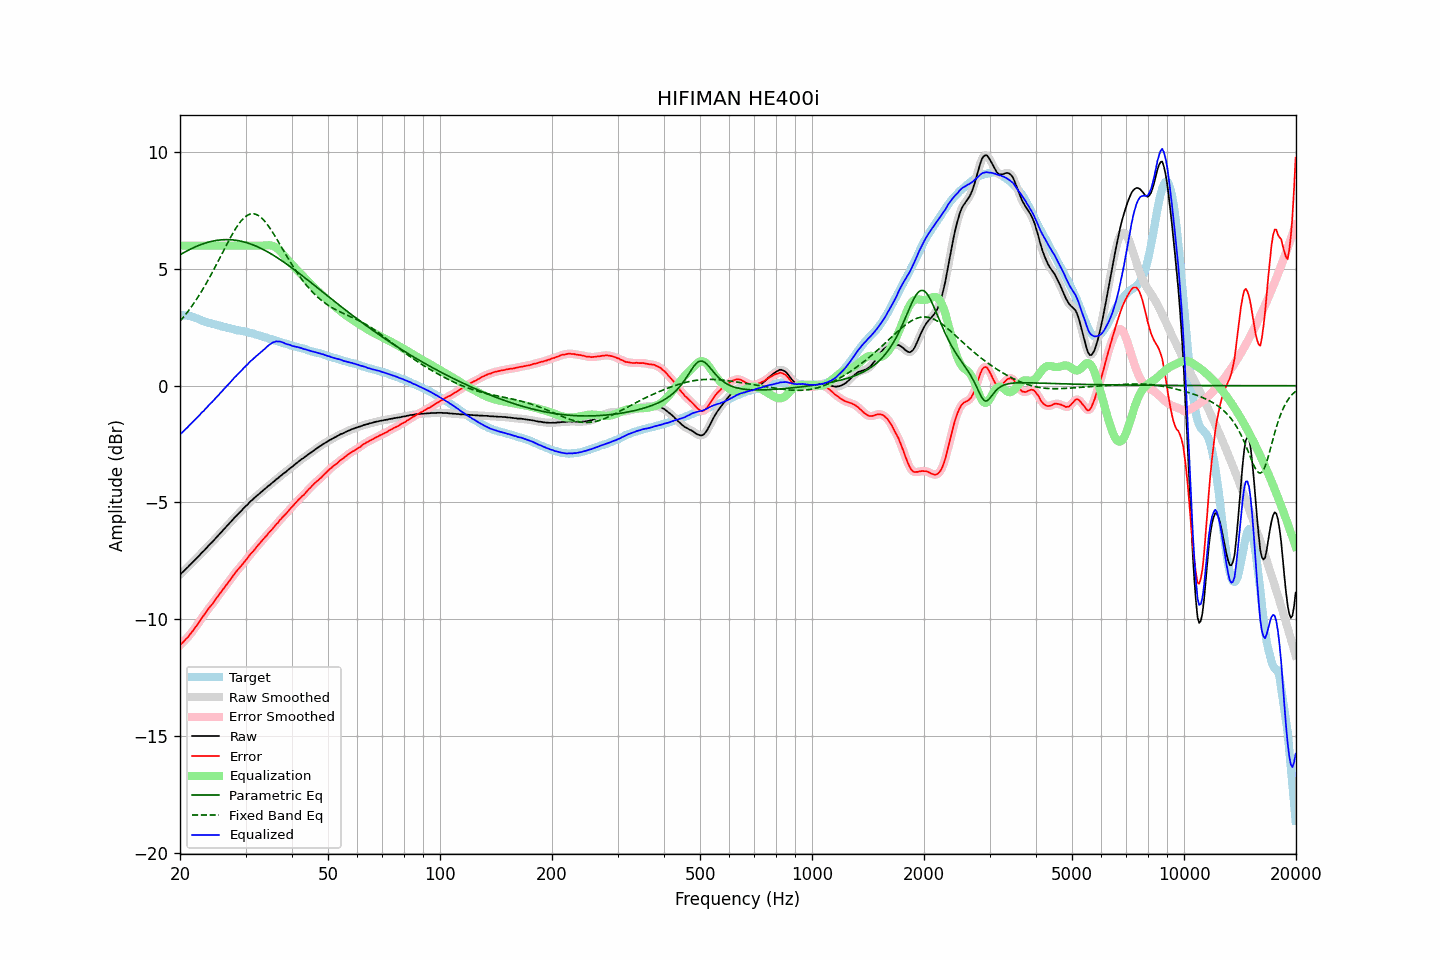 HIFIMAN HE400i
Amplitude (dBr)
10
5
0
−5
−10
−15
−20
Target
Raw Smoothed
Error Smoothed
Raw
Error
Equalization
Parametric Eq
Fixed Band Eq
Equalized
20
50
100
200
500
1000
2000
5000
10000
20000
Frequency (Hz)